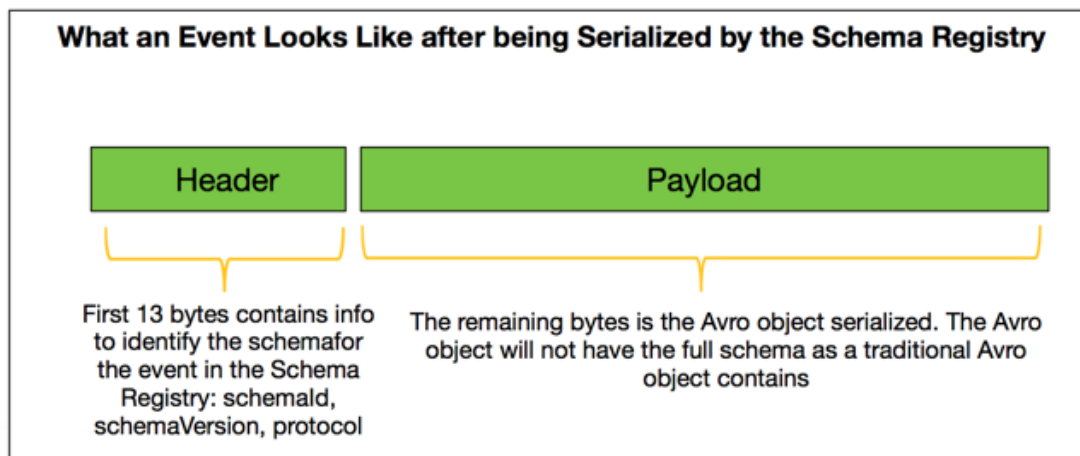 What an Event Looks Like after being Serialized by the Schema Registry
Header
Payload
First 13 bytes contains info
to identify the schemafor
the event in the Schema
Registry: schemaId,
schemaVersion, protocol
The remaining bytes is the Avro object serialized. The Avro
object will not have the full schema as a traditional Avro
object contains